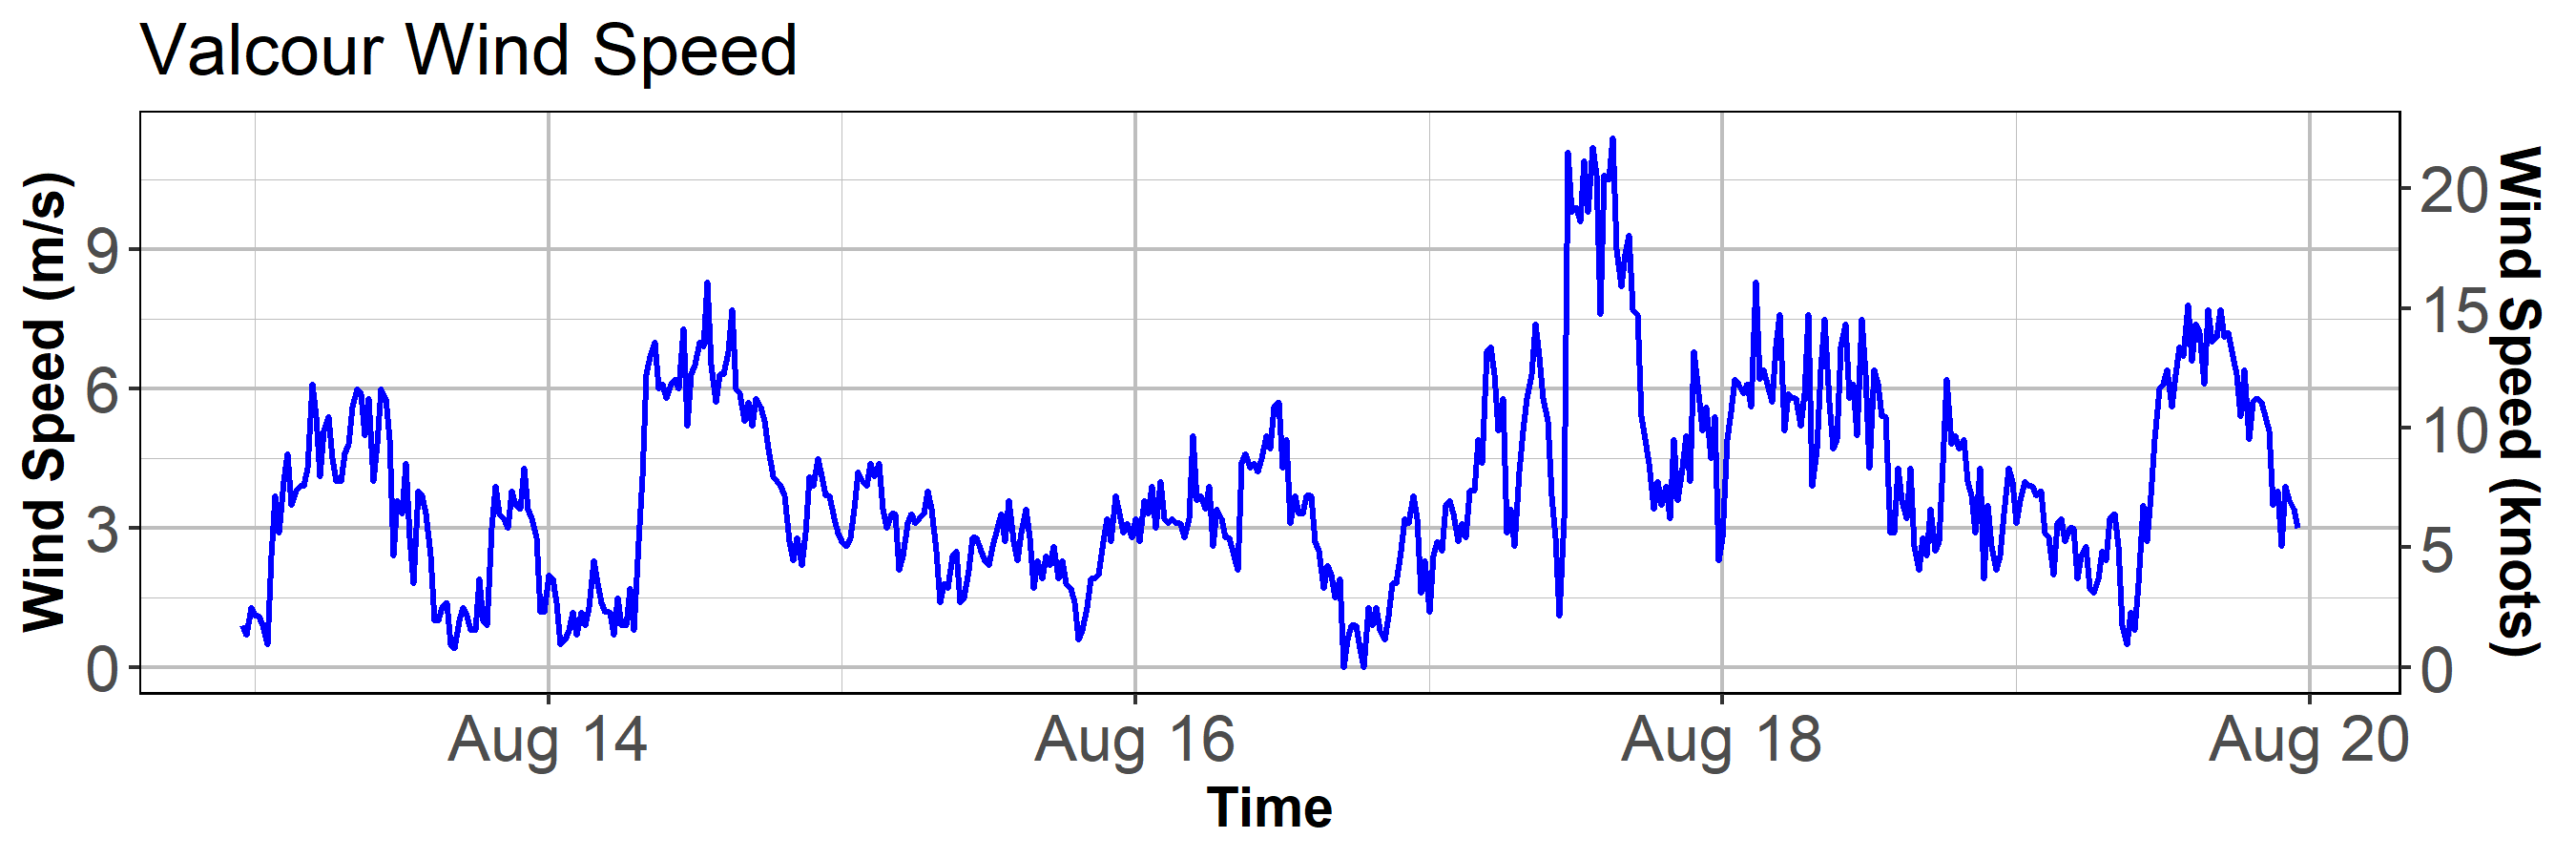 Valcour Wind Speed
Wind Speed (m/s)
9
6
3
0
20
15
10
5
0
Wind Speed (knots)
Aug 14 Aug 16 Aug 18 Aug 20
Time